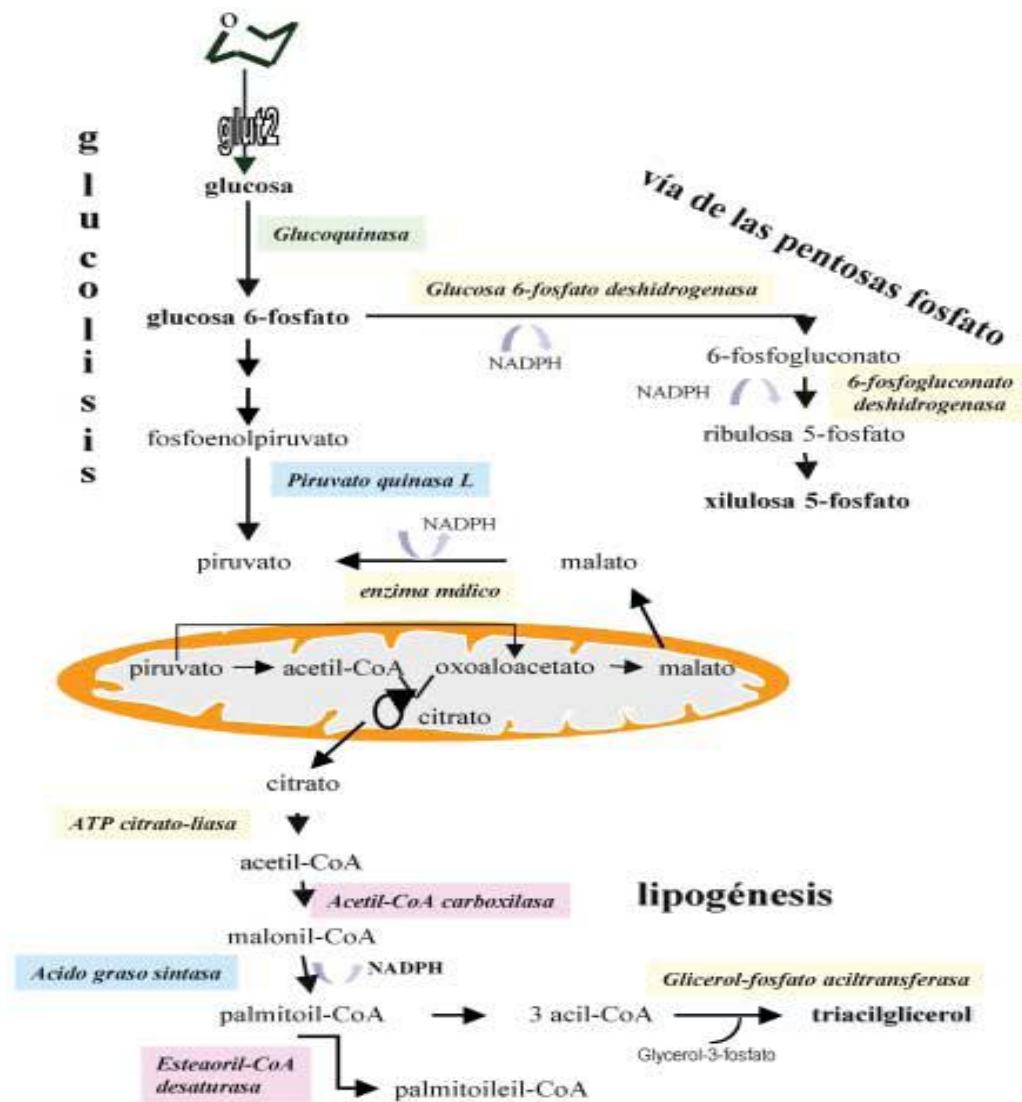 O
glut2
glucolisis
glucosa
Glucoquinasa
vía de las pentosas fosfato
Glucosa 6-fosfato deshidrogenasa
glucosa 6-fosfato
NADPH
6-fosfogluconato
NADPH
6-fosfogluconato
deshidrogenasa
fosfoenolpiruvato
ribulosa 5-fosfato
Piruvato quinasa L
xilulosa 5-fosfato
NADPH
piruvato
malato
enzima málico
piruvato
acetil-CoA
oxoaloacetato
malato
citrato
citrato
ATP citrato-liasa
acetil-CoA
Acetil-CoA carboxilasa
lipogénesis
malonil-CoA
Acido graso sintasa
NADPH
Glicerol-fosfato aciltransferasa
palmitoil-CoA
3 acil-CoA
triacilglicerol
Glycerol-3-fosfato
Esteaoril-CoA
desaturasa
palmitoileil-CoA